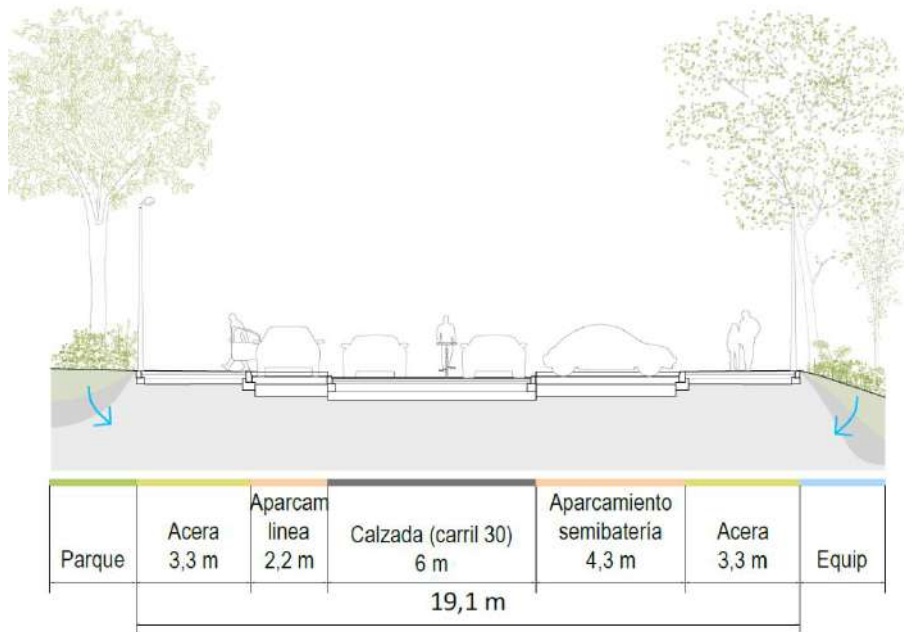 Parque
Acera
3,3 m
Aparcam
linea
2,2 m
Calzada (carril 30)
6 m
Aparcamiento
semibatería
4,3 m
Acera
3,3 m
Equip
19,1 m